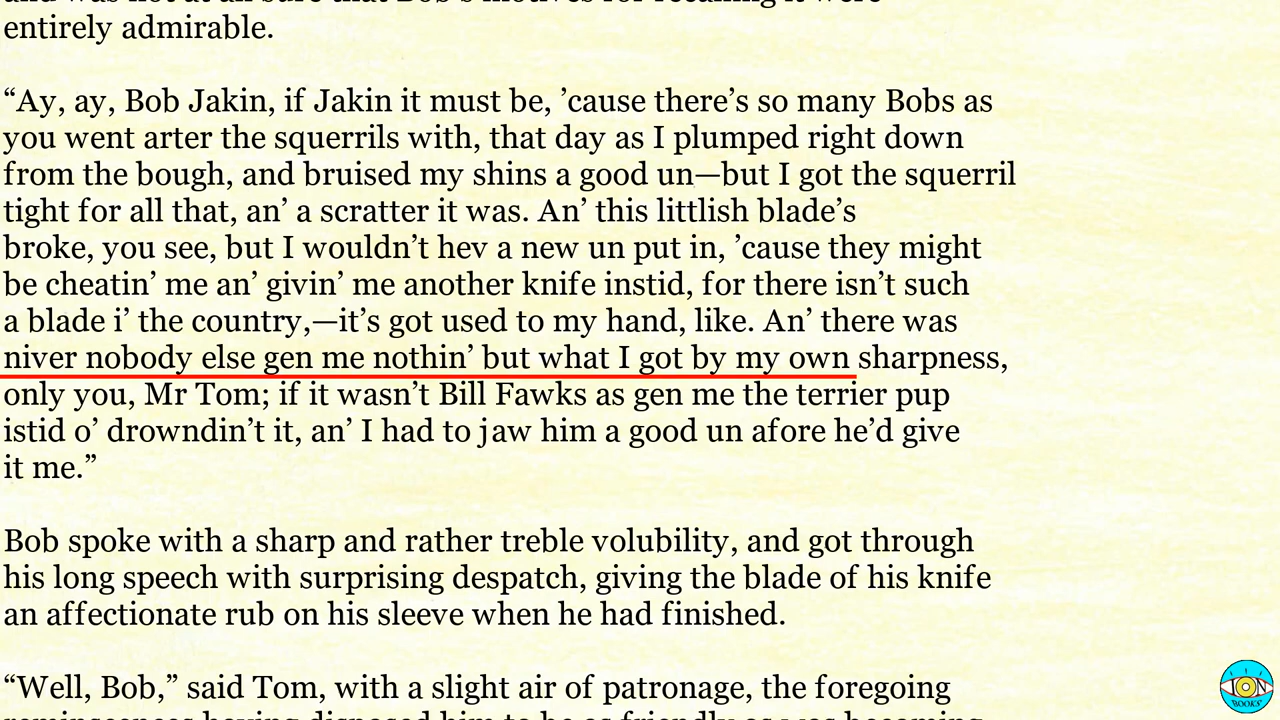 entirely admirable.
“Ay, ay, Bob Jakin, if Jakin it must be, ’cause there’s so many Bobs as
you went arter the squerrils with, that day as I plumped right down
from the bough, and bruised my shins a good un—but I got the squerril
tight for all that, an’ a scratter it was. An’ this littlish blade’s
broke, you see, but I wouldn’t hev a new un put in, ’cause they might
be cheatin’ me an’ givin’ me another knife instid, for there isn’t such
a blade i’ the country,—it’s got used to my hand, like. An’ there was
niver nobody else gen me nothin’ but what I got by my own sharpness,
only you, Mr Tom; if it wasn’t Bill Fawks as gen me the terrier pup
istid o’ drowndin’t it, an’ I had to jaw him a good un afore he’d give
it me.”
Bob spoke with a sharp and rather treble volubility, and got through
his long speech with surprising despatch, giving the blade of his knife
an affectionate rub on his sleeve when he had finished.
“Well, Bob,” said Tom, with a slight air of patronage, the foregoing
ION
BOOKS